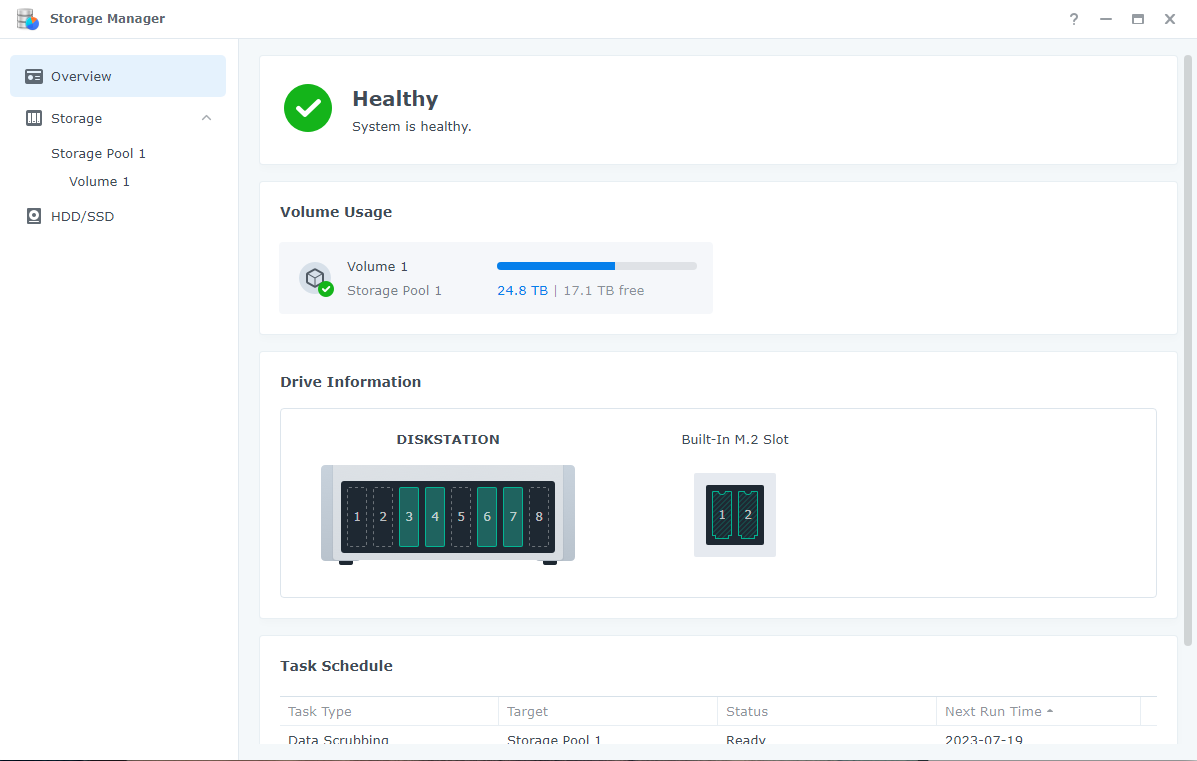 Storage Manager
?
Overview
Storage
Storage Pool 1
Volume 1
HDD/SSD
Healthy
System is healthy.
Volume Usage
Volume 1
Storage Pool 1
24.8 TB | 17.1 TB free
Drive Information
DISKSTATION
1 2 3 4 5 6 7 8
Built-In M.2 Slot
1 2
Task Schedule
Task Type Target Status Next Run Time
Data Scrubbing Storage Pool 1 Ready 2023-07-19